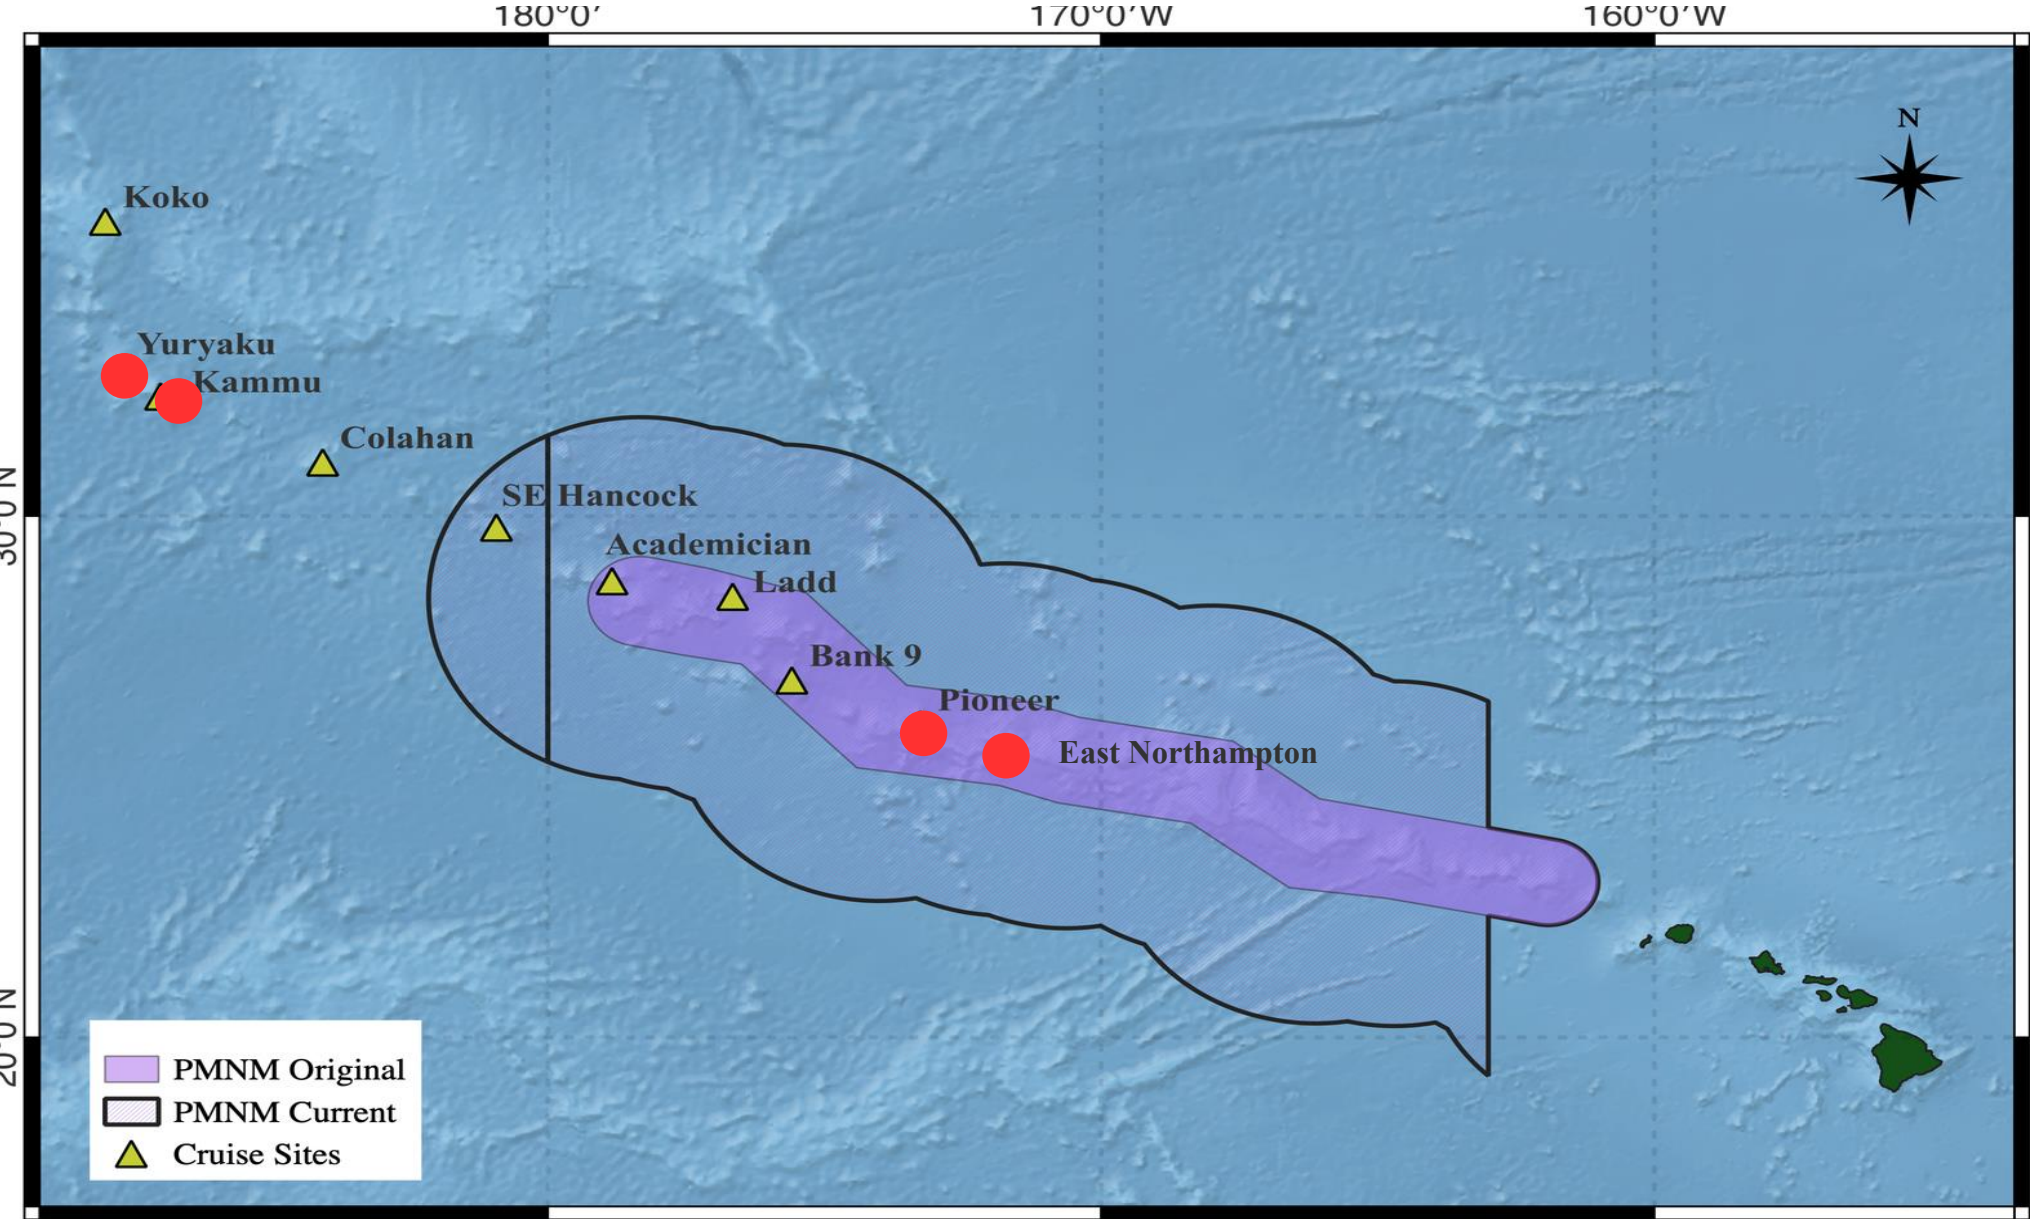 180°0′
170°0′W
160°0′W
N
Koko
Yuryaku
Kammu
Colahan
30°0′N
SE Hancock
Academician
Ladd
Bank 9
Pioneer
East Northampton
20°0′N
PMNM Original
PMNM Current
Cruise Sites